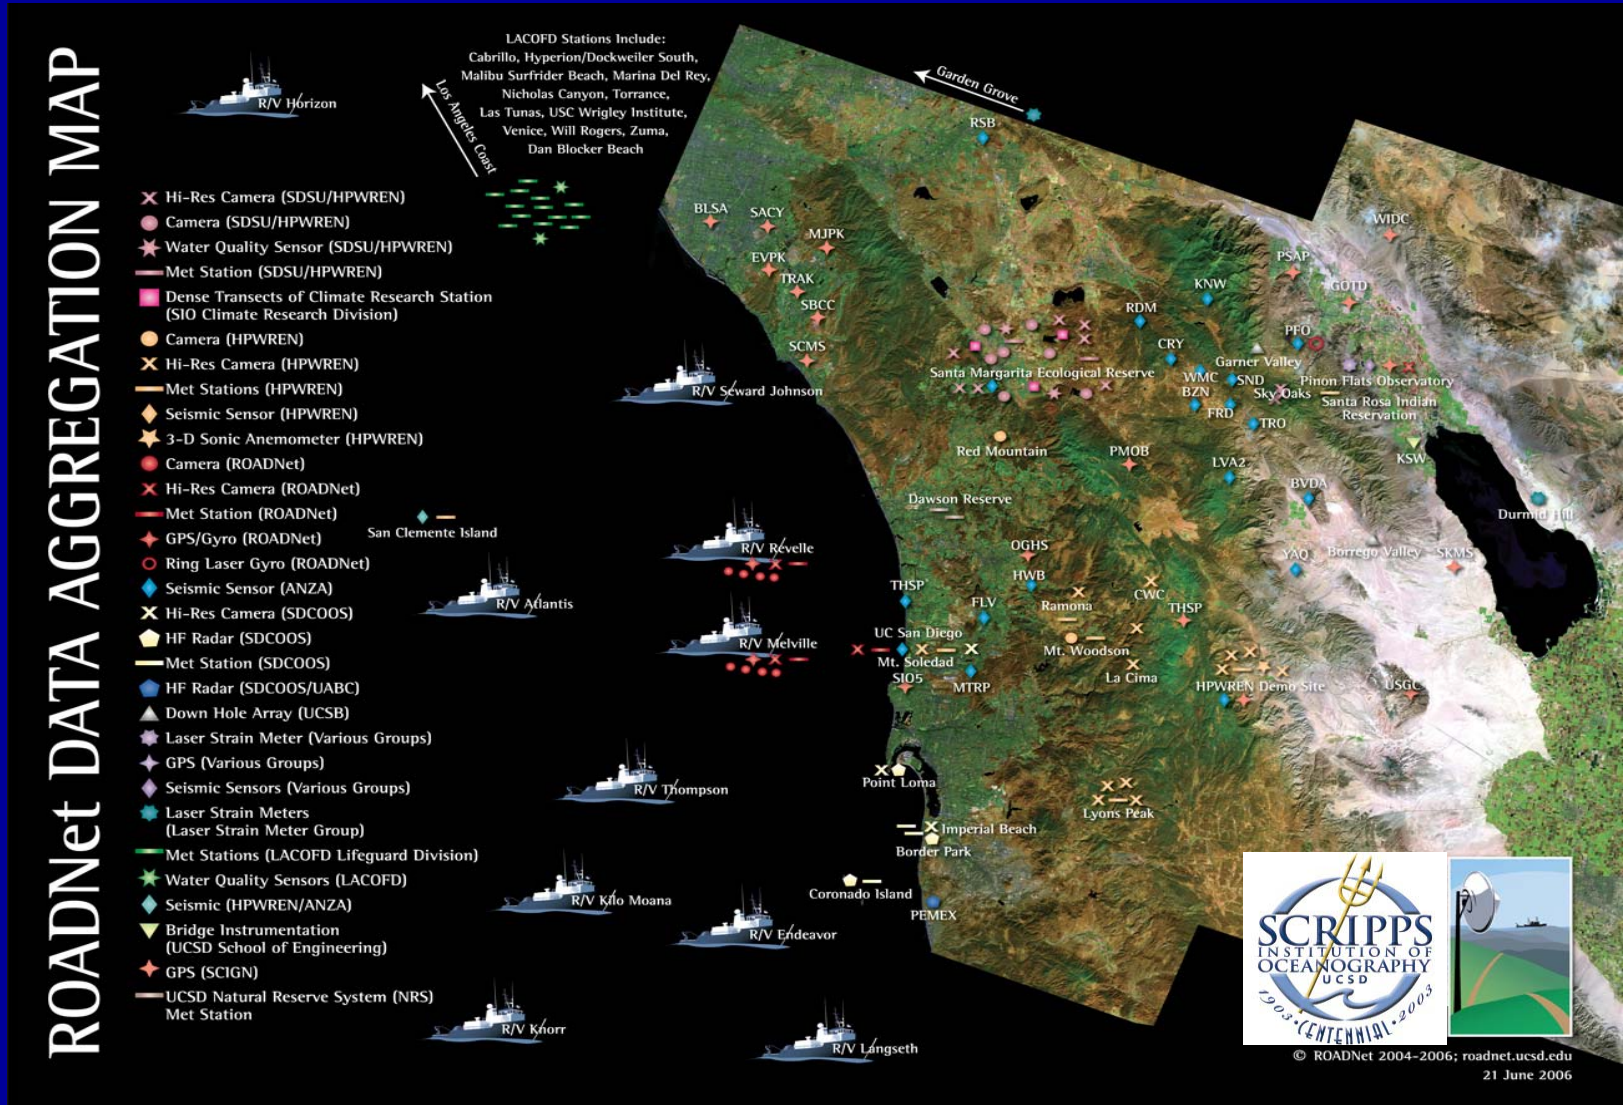 ROADNet DATA AGGREGATION MAP
R/V Horizon
LACOFD Stations Include:
Cabrillo, Hyperion/Dockweiler South,
Malibu Surfrider Beach, Marina Del Rey,
Nicholas Canyon, Torrance,
Las Tunas, USC Wrigley Institute,
Venice, Will Rogers, Zuma,
Dan Blocker Beach
Los Angeles Coast
Garden Grove
Hi-Res Camera (SDSU/HPWREN)
Camera (SDSU/HPWREN)
Water Quality Sensor (SDSU/HPWREN)
Met Station (SDSU/HPWREN)
Dense Transects of Climate Research Station
(SIO Climate Research Division)
Camera (HPWREN)
Hi-Res Camera (HPWREN)
Met Stations (HPWREN)
Seismic Sensor (HPWREN)
3-D Sonic Anemometer (HPWREN)
Camera (ROADNet)
Hi-Res Camera (ROADNet)
Met Station (ROADNet)
GPS/Gyro (ROADNet)
Ring Laser Gyro (ROADNet)
Seismic Sensor (ANZA)
Hi-Res Camera (SDCOOS)
HF Radar (SDCOOS)
Met Station (SDCOOS)
HF Radar (SDCOOS/UABC)
Down Hole Array (UCSB)
Laser Strain Meter (Various Groups)
GPS (Various Groups)
Seismic Sensors (Various Groups)
Laser Strain Meters
(Laser Strain Meter Group)
Met Stations (LACOFD Lifeguard Division)
Water Quality Sensors (LACOFD)
Seismic (HPWREN/ANZA)
Bridge Instrumentation
(UCSD School of Engineering)
GPS (SCIGN)
UCSD Natural Reserve System (NRS)
Met Station
San Clemente Island
R/V Seward Johnson
R/V Revelle
R/V Atlantis
R/V Melville
R/V Thompson
R/V Kilo Moana
R/V Endeavor
R/V Knorr
R/V Langseth
RSB
BLSA
SACY
MJPK
EVPK
TRAK
SBCC
SCMS
WIDC
PSAP
GOTD
KNW
RDM
PFO
CRY
Garner Valley
Santa Margarita Ecological Reserve
WMC
SND
Pinon Flats Observatory
BZN
Sky Oaks
Santa Rosa Indian
Reservation
FRD
TRO
Red Mountain
PMOB
LVA2
KSW
BVDA
Durmid Hill
Dawson Reserve
OGHS
YAQ
Borrego Valley
SKMS
HWB
THSP
CWC
Ramona
FLV
THSP
UC San Diego
Mt. Soledad
Mt. Woodson
SIO5
MTRP
La Cima
HPWREN Demo Site
USGC
Point Loma
Lyons Peak
Imperial Beach
Border Park
Coronado Island
PEMEX
SCRIPPS
INSTITUTION OF
OCEANOGRAPHY
UCSD
1903 • CENTENNIAL • 2003
© ROADNet 2004-2006; roadnet.ucsd.edu
21 June 2006